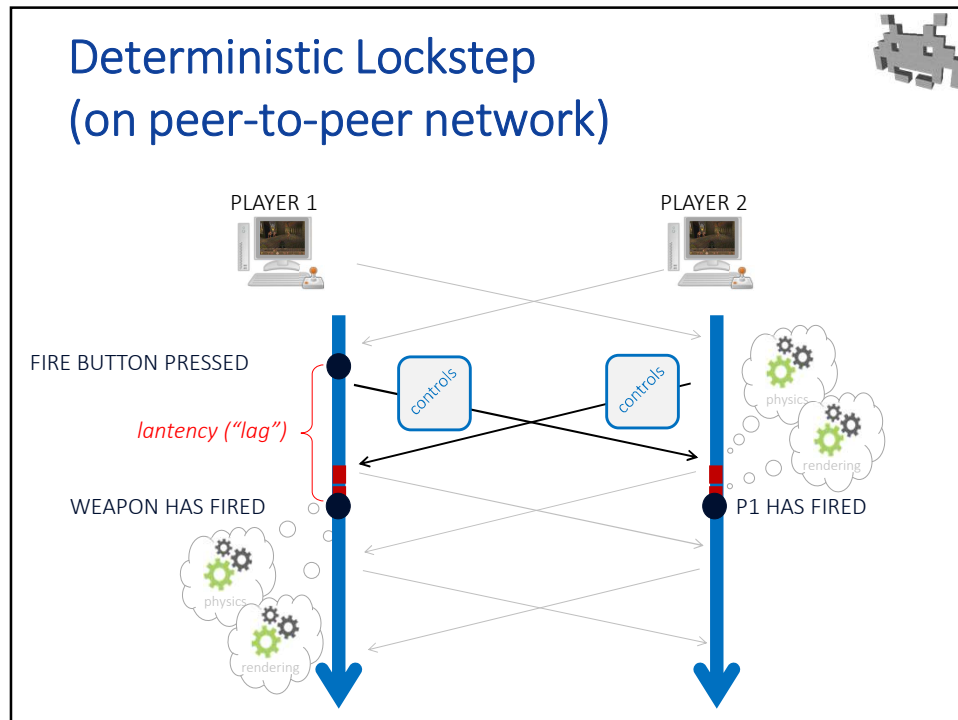 Deterministic Lockstep
(on peer-to-peer network)
PLAYER 1
PLAYER 2
FIRE BUTTON PRESSED
controls
controls
physics
lantency ("lag")
rendering
WEAPON HAS FIRED
P1 HAS FIRED
physics
rendering